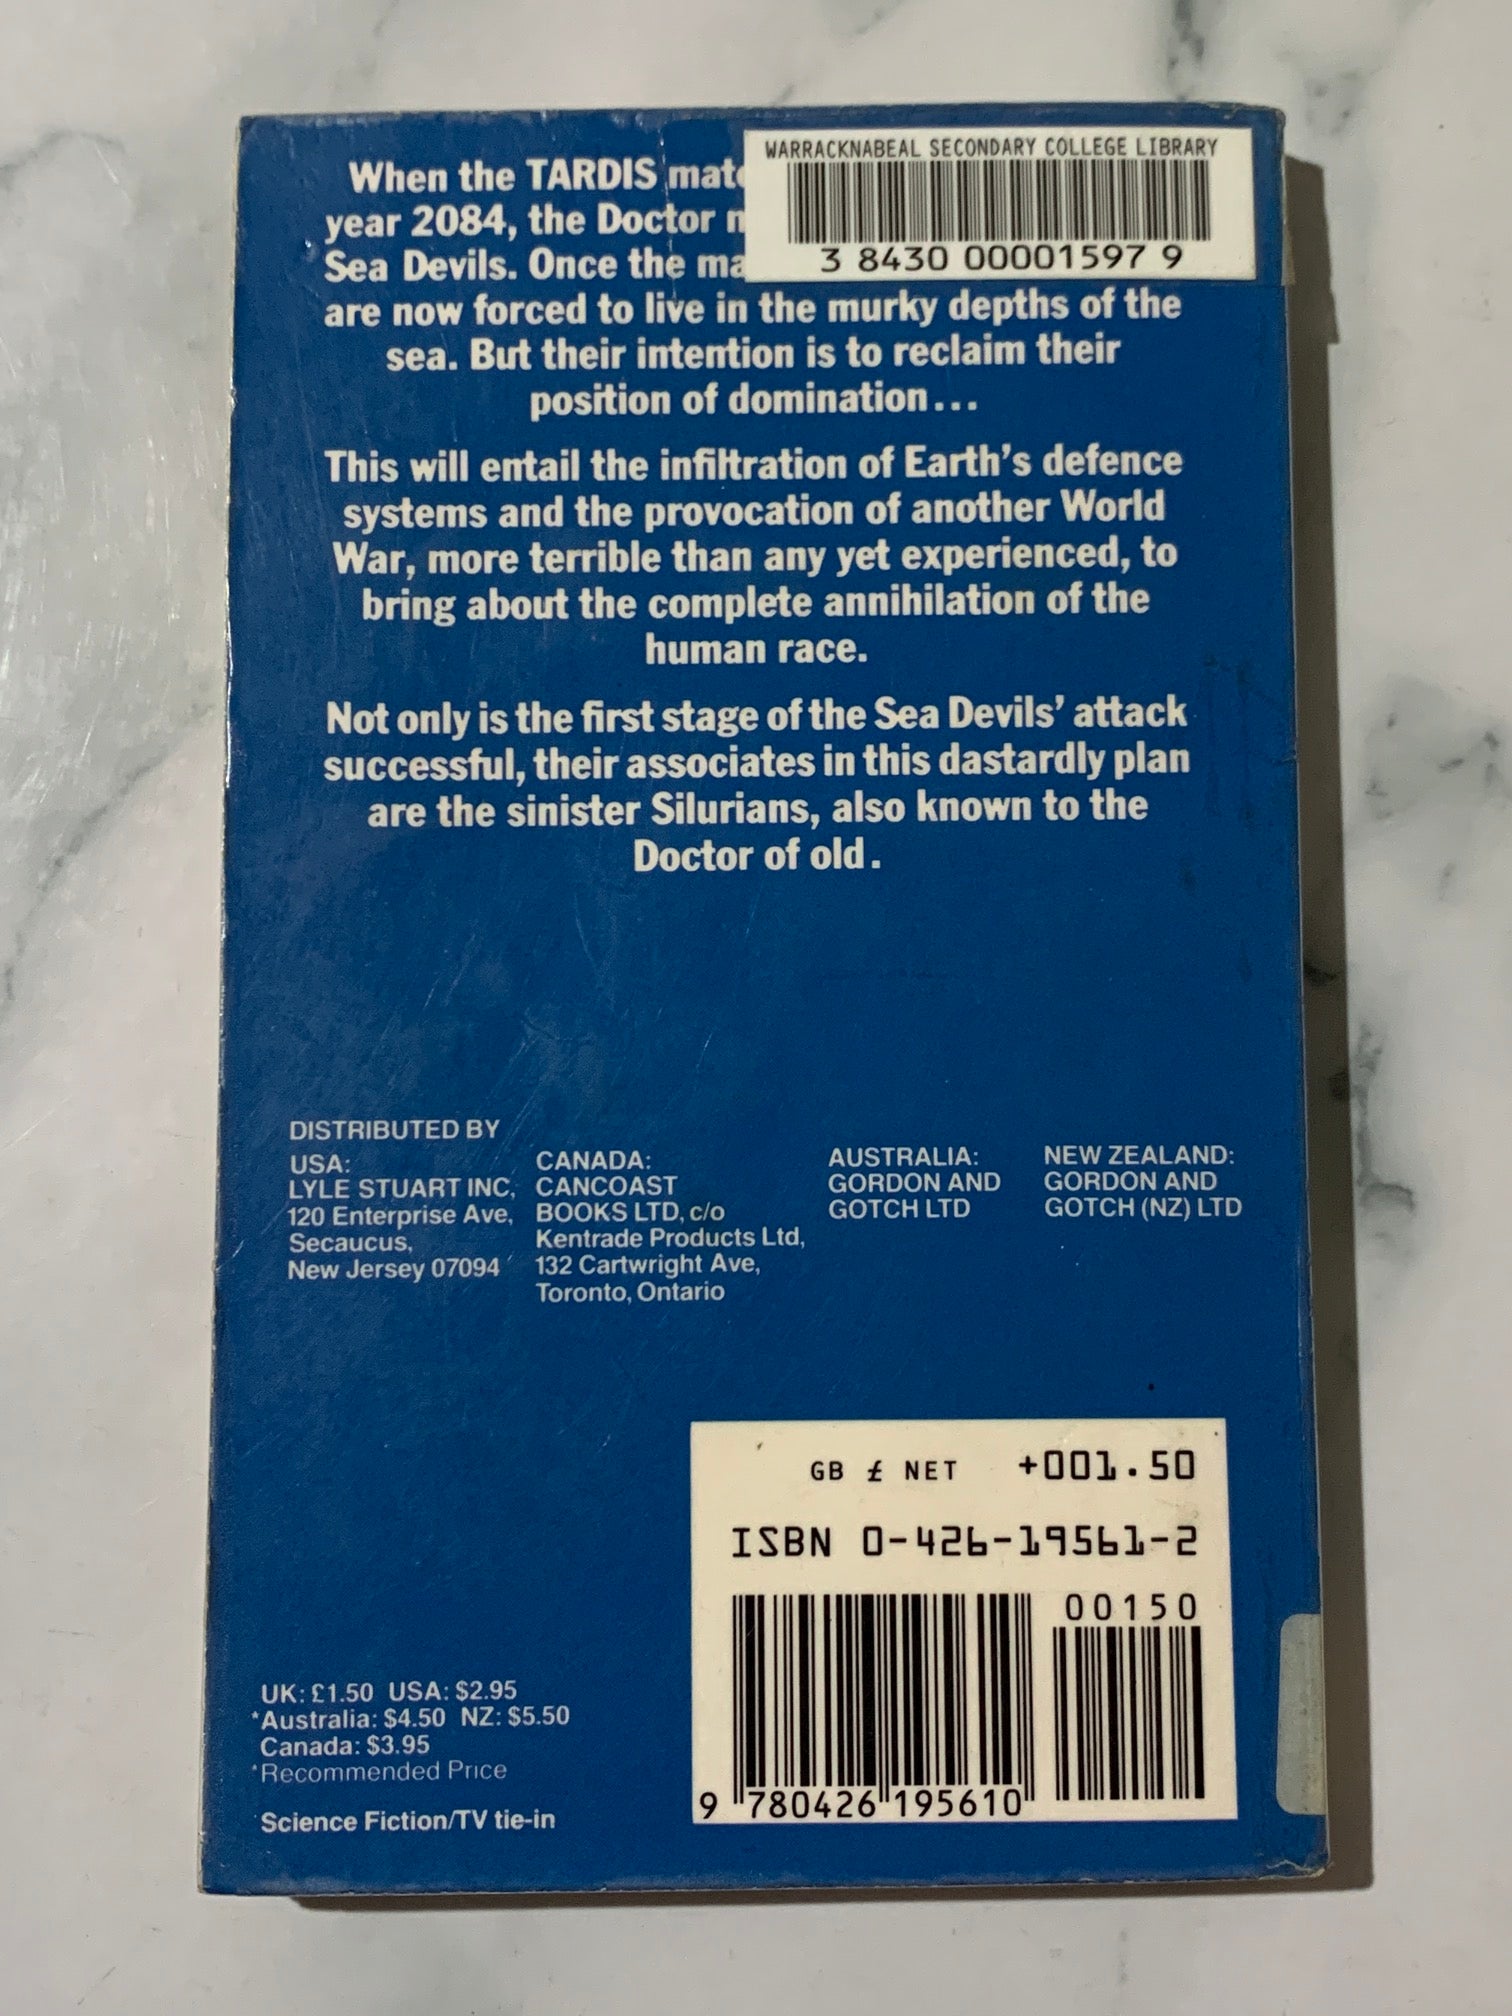 WARRACKNABEAL SECONDARY COLLEGE LIBRARY
3 8430 00001597 9
When the TARDIS
year 2084, the Doctor
Sea Devils. Once the
are now forced to live in the murky depths of the
sea. But their intention is to reclaim their
position of domination...
This will entail the infiltration of Earth's defence
systems and the provocation of another World
War, more terrible than any yet experienced, to
bring about the complete annihilation of the
human race.
Not only is the first stage of the Sea Devils' attack
successful, their associates in this dastardly plan
are the sinister Silurians, also known to the
Doctor of old.
DISTRIBUTED BY
USA:
LYLE STUART INC,
120 Enterprise Ave,
Secaucus,
New Jersey 07094
CANADA:
CANCOAST
BOOKS LTD, c/o
Kentrade Products Ltd,
132 Cartwright Ave,
Toronto, Ontario
AUSTRALIA:
GORDON AND
GOTCH LTD
NEW ZEALAND:
GORDON AND
GOTCH (NZ) LTD
GB £ NET +001.50
ISBN 0-426-19561-2
00150
9 780426 195610
UK: £1.50 USA: $2.95
*Australia: $4.50 NZ: $5.50
Canada: $3.95
*Recommended Price
Science Fiction/TV tie-in